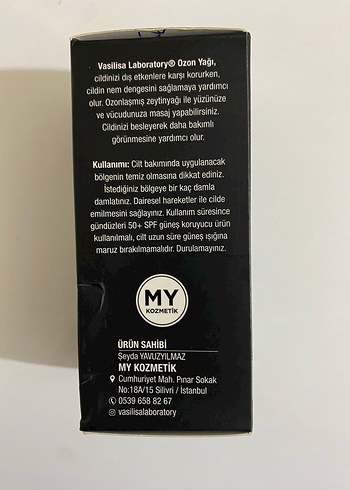 Vasilisa Laboratory® Ozon Yağı,
cildinizi dış etkenlere karşı korurken,
cildin nem dengesini sağlamaya yardımcı
olur. Ozonlaşmış zeytinyağı ile yüzünüze
ve vücudunuza masaj yapabilirsiniz.
Cildinizi besleyerek daha bakımlı
görünmesine yardımcı olur.
Kullanımı: Cilt bakımında uygulanacak
bölgenin temiz olmasına dikkat ediniz.
İstediğiniz bölgeye bir kaç damla
damlatınız. Dairesel hareketler ile cilde
emilmesini sağlayınız. Kullanım süresince
gündüzleri 50+ SPF güneş koruyucu ürün
kullanılmalı, cilt uzun süre güneş ışığına
maruz bırakılmamalıdır. Durulamayınız.
MY
KOZMETİK
ÜRÜN SAHİBİ
Şeyda YAVUZYILMAZ
MY KOZMETİK
Cumhuriyet Mah. Pınar Sokak
No:18A/15 Silivri / İstanbul
0539 658 82 67
vasilisalaboratory